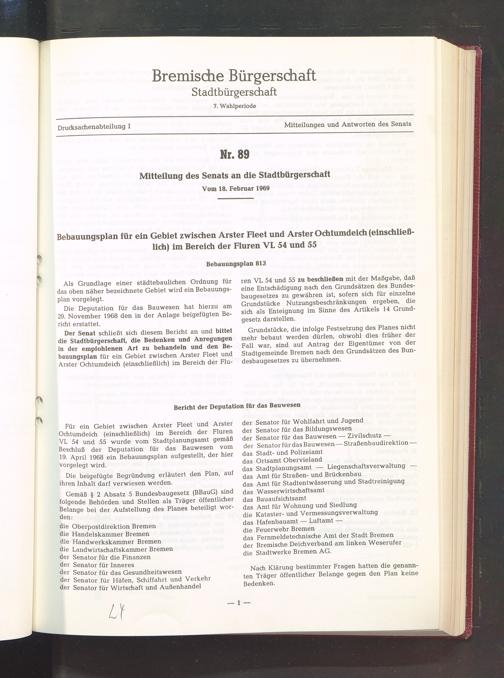 Bremische Bürgerschaft
Stadtbürgerschaft
7. Wahlperiode
Drucksachenabteilung I
Mitteilungen und Antworten des Senats
Nr. 89
Mitteilung des Senats an die Stadtbürgerschaft
Vom 18. Februar 1969
Bebauungsplan für ein Gebiet zwischen Arster Fleet und Arster Ochtumdeich (einschließ-
lich) im Bereich der Fluren VL 54 und 55
Bebauungsplan 813
Als Grundlage einer städtebaulichen Ordnung für
das oben näher bezeichnete Gebiet wird ein Bebauungs-
plan vorgelegt.
Die Deputation für das Bauwesen hat hierzu am
29. November 1968 den in der Anlage beigefügten Be-
richt erstattet.
Der Senat schließt sich diesem Bericht an und bittet
die Stadtbürgerschaft, die Bedenken und Anregungen
in der empfohlenen Art zu behandeln und den Be-
bauungsplan für ein Gebiet zwischen Arster Fleet und
Arster Ochtumdeich (einschließlich) im Bereich der Flu-
ren VL 54 und 55 zu beschließen mit der Maßgabe, daß
eine Entschädigung nach den Grundsätzen des Bundes-
baugesetzes zu gewähren ist, sofern sich für einzelne
Grundstücke Nutzungsbeschränkungen ergeben, die
sich als Enteignung im Sinne des Artikels 14 Grund-
gesetz darstellen.
Grundstücke, die infolge Festsetzung des Planes nicht
mehr bebaut werden dürfen, obwohl dies früher der
Fall war, sind auf Antrag der Eigentümer von der
Stadtgemeinde Bremen nach den Grundsätzen des Bun-
desbaugesetzes zu übernehmen.
Bericht der Deputation für das Bauwesen
Für ein Gebiet zwischen Arster Fleet und Arster
Ochtumdeich (einschließlich) im Bereich der Fluren
VL 54 und 55 wurde vom Stadtplanungsamt gemäß
Beschluß der Deputation für das Bauwesen vom
19. April 1968 ein Bebauungsplan aufgestellt, der hier
vorgelegt wird.
Die beigefügte Begründung erläutert den Plan, auf
ihren Inhalt darf verwiesen werden.
Gemäß § 2 Absatz 5 Bundesbaugesetz (BBauG) sind
folgende Behörden und Stellen als Träger öffentlicher
Belange bei der Aufstellung des Planes beteiligt wor-
den:
die Oberpostdirektion Bremen
die Handelskammer Bremen
die Handwerkskammer Bremen
die Landwirtschaftskammer Bremen
der Senator für die Finanzen
der Senator für Inneres
der Senator für das Gesundheitswesen
der Senator für Häfen, Schiffahrt und Verkehr
der Senator für Wirtschaft und Außenhandel
der Senator für Wohlfahrt und Jugend
der Senator für das Bildungswesen
der Senator für das Bauwesen — Zivilschutz —
der Senator für das Bauwesen — Straßenbaudirektion —
das Stadt- und Polizeiamt
das Ortsamt Obervieland
das Stadtplanungsamt — Liegenschaftsverwaltung —
das Amt für Straßen- und Brückenbau
das Amt für Stadtentwässerung und Stadtreinigung
das Wasserwirtschaftsamt
das Bauaufsichtsamt
das Amt für Wohnung und Siedlung
die Kataster- und Vermessungsverwaltung
das Hafenbauamt — Luftamt —
die Feuerwehr Bremen
das Fernmeldetechnische Amt der Stadt Bremen
der Bremische Deichverband am linken Weserufer
die Stadtwerke Bremen AG.
Nach Klärung bestimmter Fragen hatten die genann-
ten Träger öffentlicher Belange gegen den Plan keine
Bedenken.
— 1 —